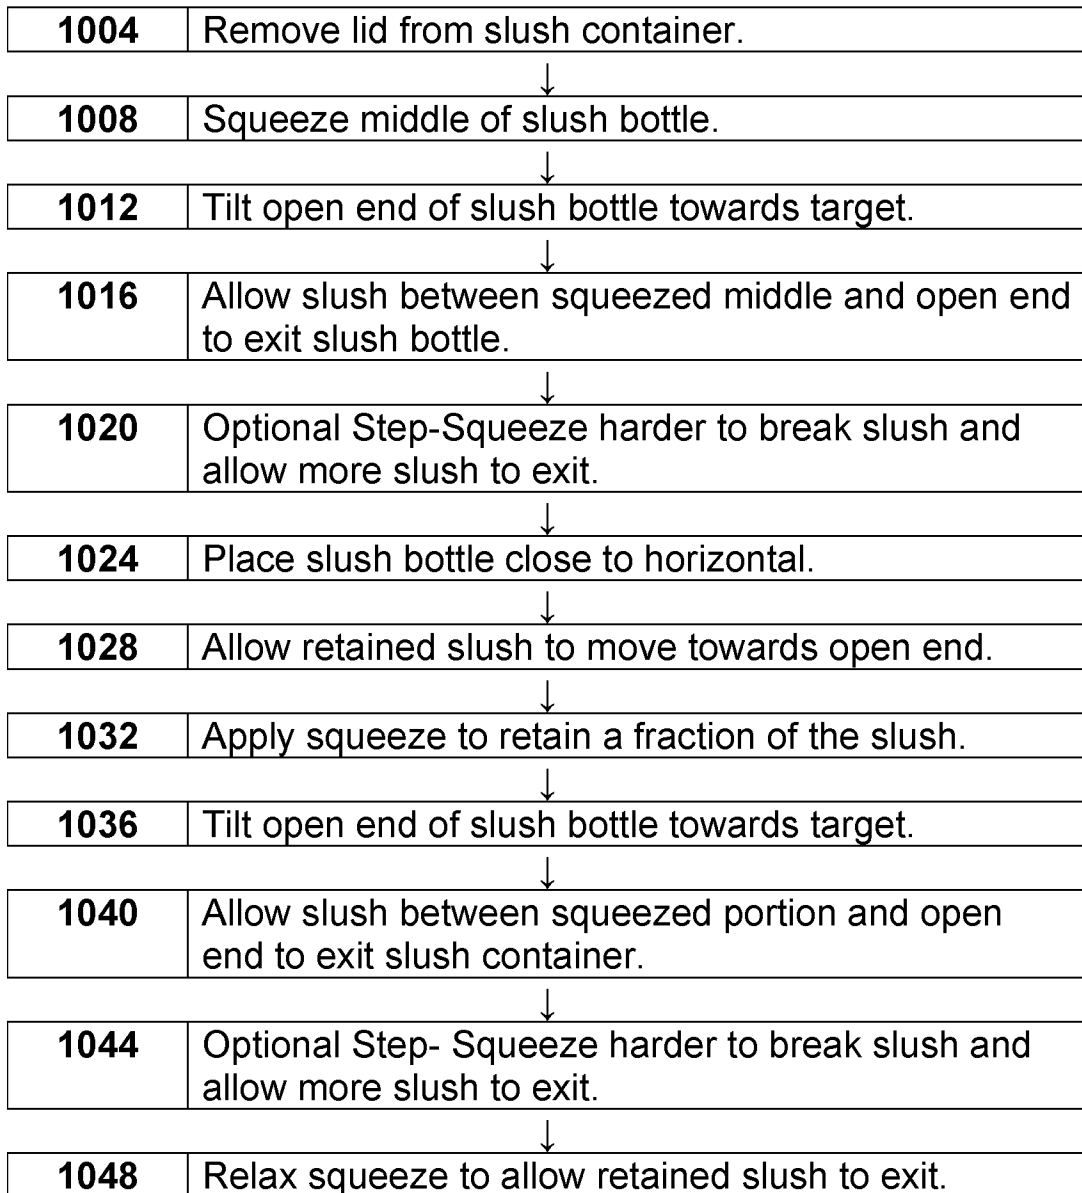 1004 Remove lid from slush container.
↓
1008 Squeeze middle of slush bottle.
↓
1012 Tilt open end of slush bottle towards target.
↓
1016 Allow slush between squeezed middle and open end
to exit slush bottle.
↓
1020 Optional Step-Squeeze harder to break slush and
allow more slush to exit.
↓
1024 Place slush bottle close to horizontal.
↓
1028 Allow retained slush to move towards open end.
↓
1032 Apply squeeze to retain a fraction of the slush.
↓
1036 Tilt open end of slush bottle towards target.
↓
1040 Allow slush between squeezed portion and open
end to exit slush container.
↓
1044 Optional Step- Squeeze harder to break slush and
allow more slush to exit.
↓
1048 Relax squeeze to allow retained slush to exit.